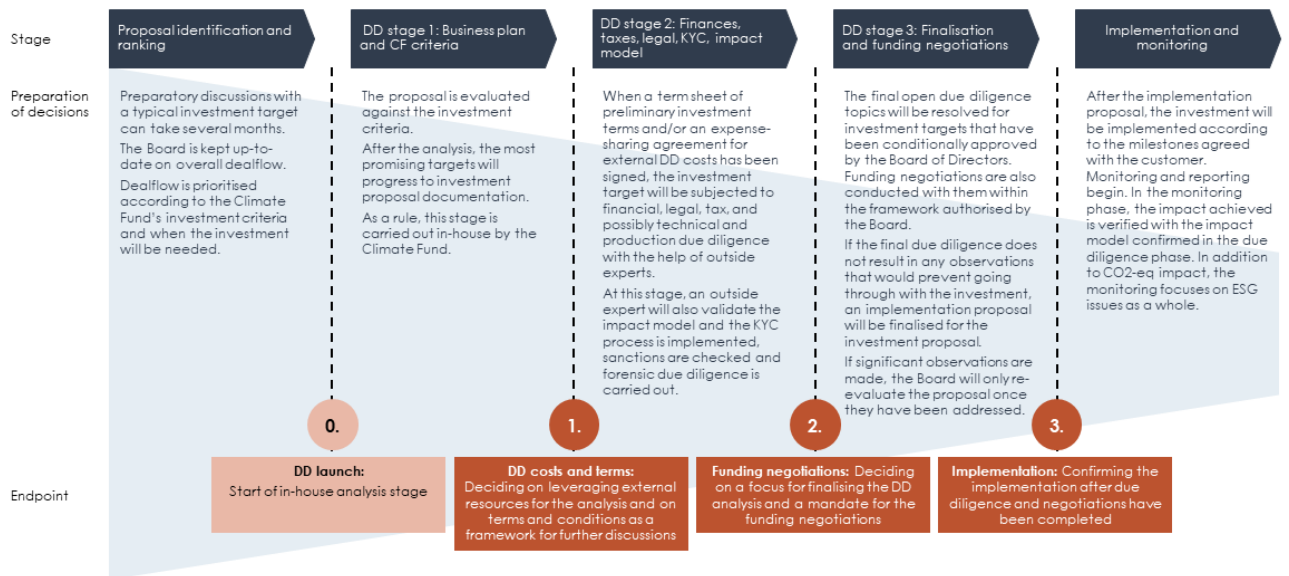 Stage
Proposal identification and
ranking
DD stage 1: Business plan
and CF criteria
DD stage 2: Finances,
taxes, legal, KYC, impact
model
DD stage 3: Finalisation
and funding negotiations
Implementation and
monitoring
Preparation
of decisions
Preparatory discussions with
a typical investment target
can take several months.
The Board is kept up-to-
date on overall dealflow.
Dealflow is prioritised
according to the Climate
Fund's investment criteria
and when the investment
will be needed.
The proposal is evaluated
against the investment
criteria.
After the analysis, the most
promising targets will
progress to investment
proposal documentation.
As a rule, this stage is
carried out in-house by the
Climate Fund.
When a term sheet of
preliminary investment
terms and/or an expense-
sharing agreement for
external DD costs has been
signed, the investment
target will be subjected to
financial, legal, tax, and
possibly technical and
production due diligence
with the help of outside
experts.
At this stage, an outside
expert will also validate the
impact model and the KYC
process is implemented,
sanctions are checked and
forensic due diligence is
carried out.
The final open due diligence
topics will be resolved for
investment targets that have
been conditionally approved
by the Board of Directors.
Funding negotiations are also
conducted with them within
the framework authorised by
the Board.
If the final due diligence does
not result in any observations
that would prevent going
through with the investment,
an implementation proposal
will be finalised for the
investment proposal.
If significant observations are
made, the Board will only re-
evaluate the proposal once
they have been addressed.
After the implementation
proposal, the investment will
be implemented according
to the milestones agreed
with the customer.
Monitoring and reporting
begin. In the monitoring
phase, the impact achieved
is verified with the impact
model confirmed in the due
diligence phase. In addition
to CO2-eq impact, the
monitoring focuses on ESG
issues as a whole.
0.
1.
2.
3.
Endpoint
DD launch:
Start of in-house analysis stage
DD costs and terms:
Deciding on leveraging external
resources for the analysis and on
terms and conditions as a
framework for further discussions
Funding negotiations: Deciding
on a focus for finalising the DD
analysis and a mandate for the
funding negotiations
Implementation: Confirming the
implementation after due
diligence and negotiations have
been completed